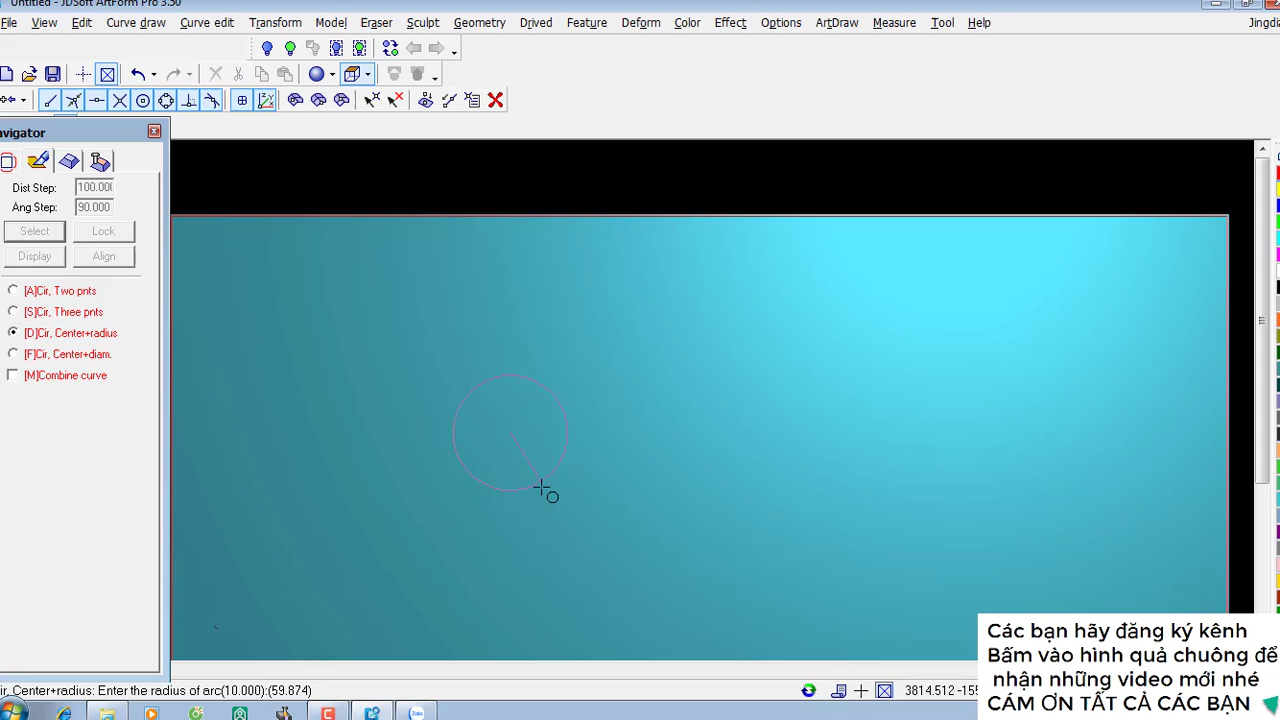 Untitled - JDSoft ArtForm Pro 3.50
File Edit View Curve draw Curve edit Transform Model Eraser Sculpt Geometry Drived Feature Deform Color Effect Options ArtDraw Measure Tool Help Jingdia
avigator
Dist Step: 100.000
Ang Step: 90.000
Select Lock
Display Align
[A]Cir, Two pnts
[S]Cir, Three pnts
[D]Cir, Center+radius
[F]Cir, Center+diam.
[M]Combine curve
Các bạn hãy đăng ký kênh
Bấm vào hình quả chuông để
nhận những video mới nhé
CÁM ƠN TẤT CẢ CÁC BẠN
ir, Center+radius: Enter the radius of arc(10.000):(59.874)
3814.512 -155
Zalo